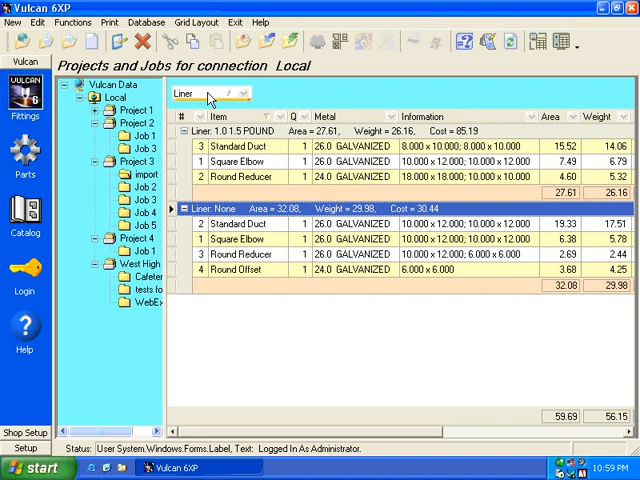 Vulcan 6XP
New Functions Print Database Grid Layout Exit Help
Vulcan
Projects and Jobs for connection Local
VULCAN 6
Fittings
Parts
Catalog
Login
Help
Shop Setup
Setup
Vulcan Data
Local
Project 1
Project 2
Job 1
Job 3
Project 3
import
Job 2
Job 3
Job 4
Job 5
Project 4
Job 1
West High
Cafeter
tests fo
WebEx
Liner /
# Item Q Metal Information Area Weight
Liner: 1.0 1.5 POUND Area = 27.61, Weight = 26.16, Cost = 85.19
3 Standard Duct 1 26.0 GALVANIZED 8.000 x 10.000; 8.000 x 10.000 15.52 14.06
1 Square Elbow 1 26.0 GALVANIZED 10.000 x 12.000; 10.000 x 12.000 7.49 6.79
2 Round Reducer 1 24.0 GALVANIZED 18.000 x 18.000; 10.000 x 10.000 4.60 5.32
27.61 26.16
Liner: None Area = 32.08, Weight = 29.98, Cost = 30.44
2 Standard Duct 1 26.0 GALVANIZED 10.000 x 12.000; 10.000 x 12.000 19.33 17.51
1 Square Elbow 1 26.0 GALVANIZED 10.000 x 12.000; 10.000 x 12.000 6.38 5.78
3 Round Reducer 1 26.0 GALVANIZED 10.000 x 12.000; 6.000 x 6.000 2.69 2.44
4 Round Offset 1 24.0 GALVANIZED 6.000 x 6.000 3.68 4.25
32.08 29.98
59.69 56.15
Status: User System.Windows.Forms.Label, Text: Logged In As Administrator.
start Vulcan 6XP 10:59 PM